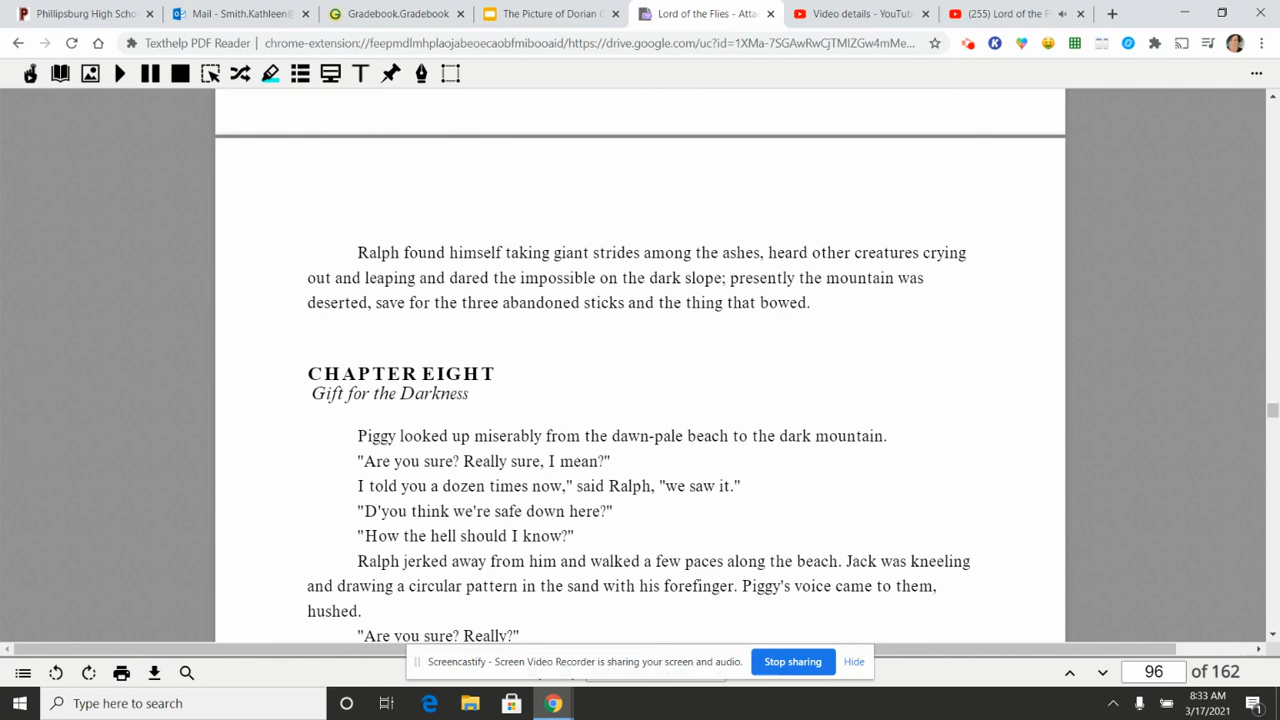 Phillipsburg High Scho
Mail - Smith.Kathleen@
Gradebook.Gradebook
The Picture of Dorian G
Lord of the Flies - Atta
Video details - YouTu
(255) Lord of the F
Texthelp PDF Reader | chrome-extension://feepmdlmhplaojabeoecaobfmibooaid/https://drive.google.com/uc?id=1XMa-7SGAwRwCjTMIZGw4mMe...
Ralph found himself taking giant strides among the ashes, heard other creatures crying
out and leaping and dared the impossible on the dark slope; presently the mountain was
deserted, save for the three abandoned sticks and the thing that bowed.
CHAPTER EIGHT
Gift for the Darkness
Piggy looked up miserably from the dawn-pale beach to the dark mountain.
"Are you sure? Really sure, I mean?"
I told you a dozen times now," said Ralph, "we saw it."
"D'you think we're safe down here?"
"How the hell should I know?"
Ralph jerked away from him and walked a few paces along the beach. Jack was kneeling
and drawing a circular pattern in the sand with his forefinger. Piggy's voice came to them,
hushed.
"Are you sure? Really?"
Screencastify - Screen Video Recorder is sharing your screen and audio.
Stop sharing
Hide
96 of 162
Type here to search
8:33 AM
3/17/2021